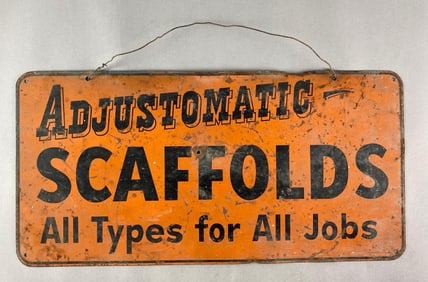 ADJUSTOMATIC —
SCAFFOLDS
All Types for All Jobs